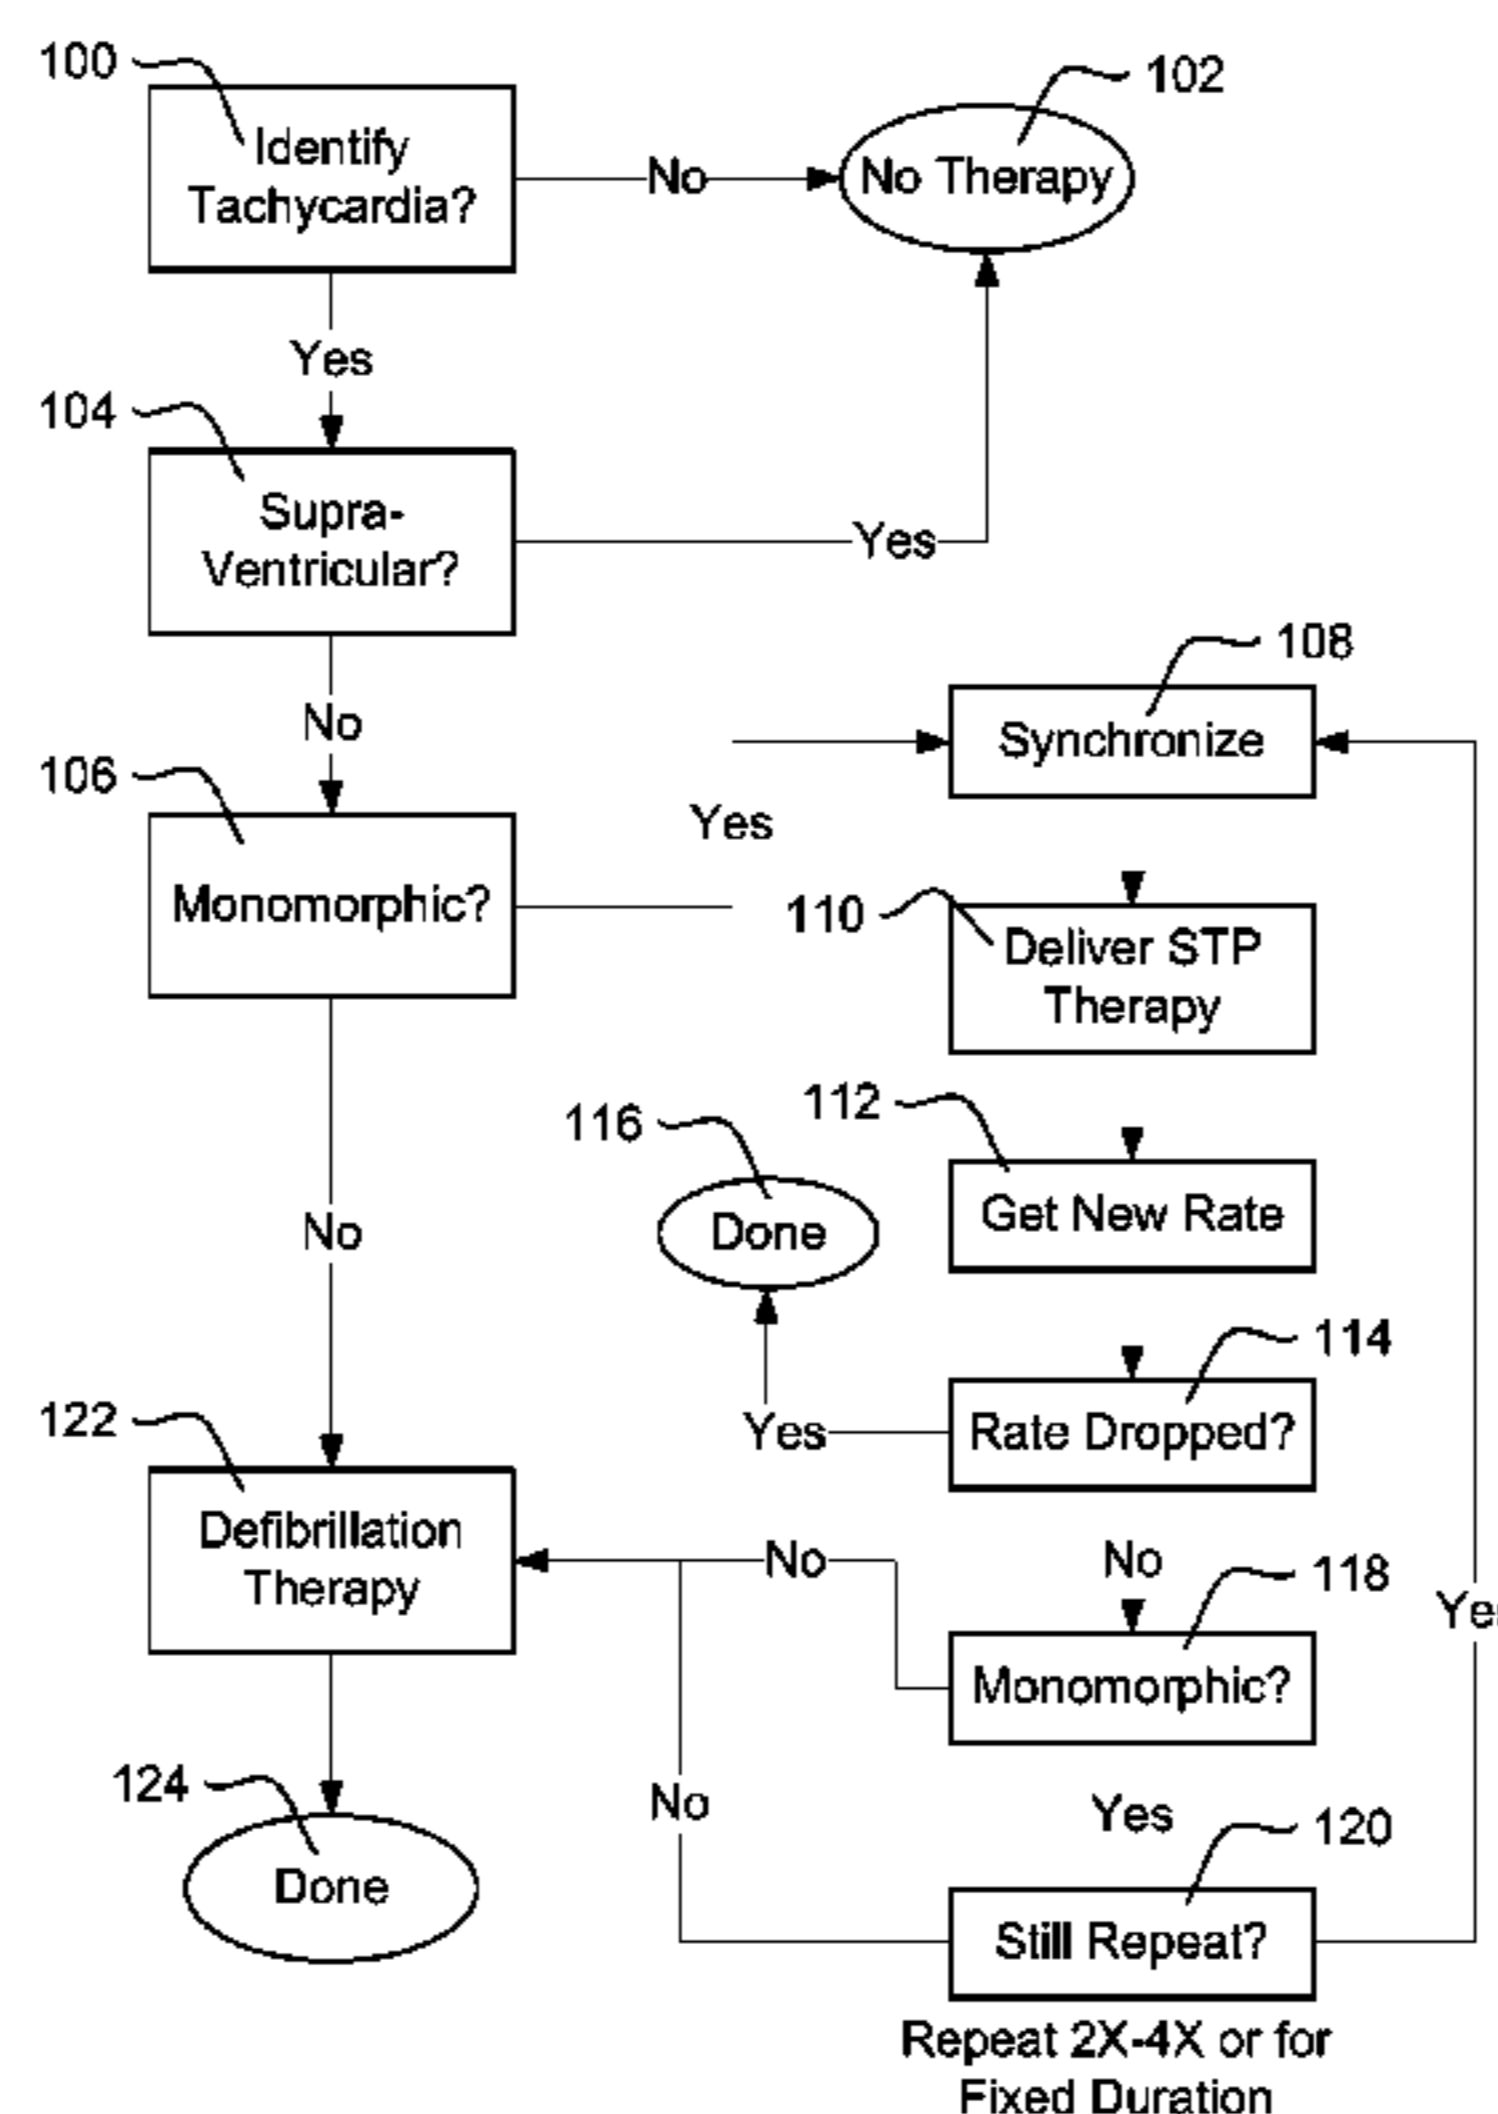 100
Identify
Tachycardia?
No
102
No Therapy
Yes
104
Supra-
Ventricular?
Yes
No
108
Synchronize
106
Monomorphic?
Yes
110
Deliver STP
Therapy
112
Get New Rate
116
Done
No
114
Rate Dropped?
Yes
122
Defibrillation
Therapy
No
No
118
Monomorphic?
Yes
124
Done
No
Yes
120
Still Repeat?
Repeat 2X-4X or for
Fixed Duration